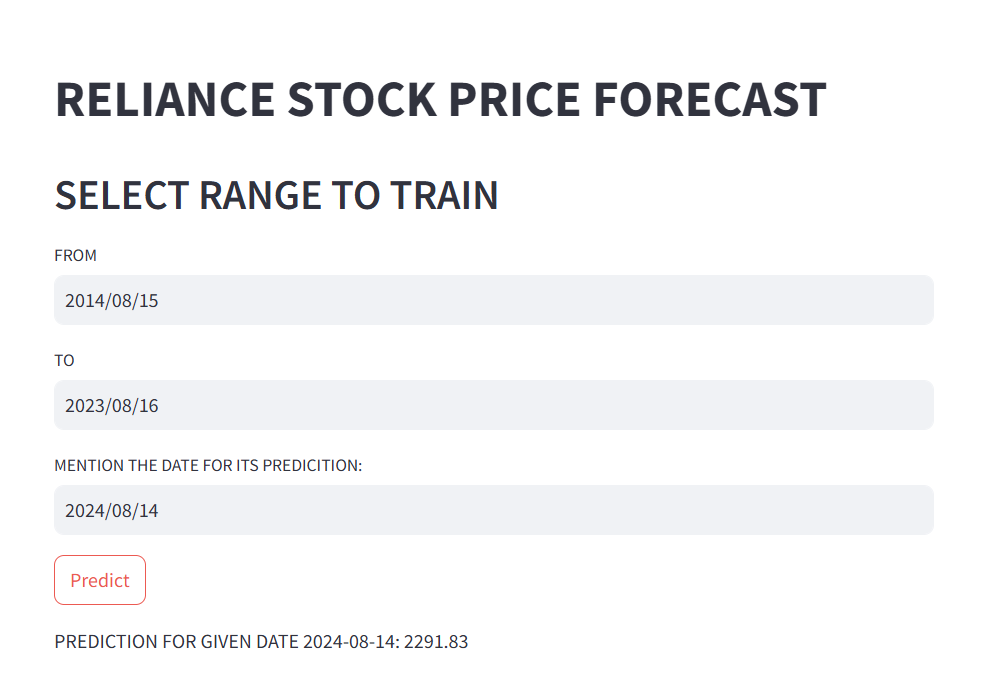 RELIANCE STOCK PRICE FORECAST
SELECT RANGE TO TRAIN
FROM
2014/08/15
TO
2023/08/16
MENTION THE DATE FOR ITS PREDICITION:
2024/08/14
Predict
PREDICTION FOR GIVEN DATE 2024-08-14: 2291.83